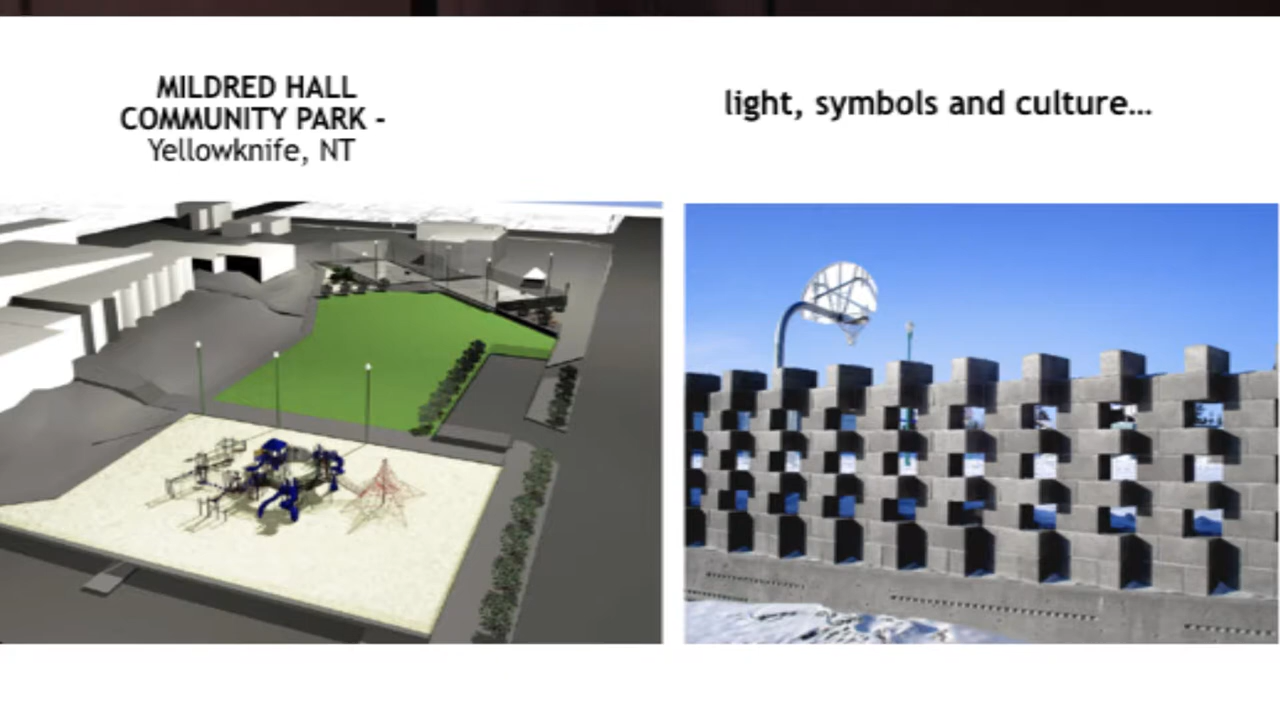 MILDRED HALL
COMMUNITY PARK -
Yellowknife, NT
light, symbols and culture...